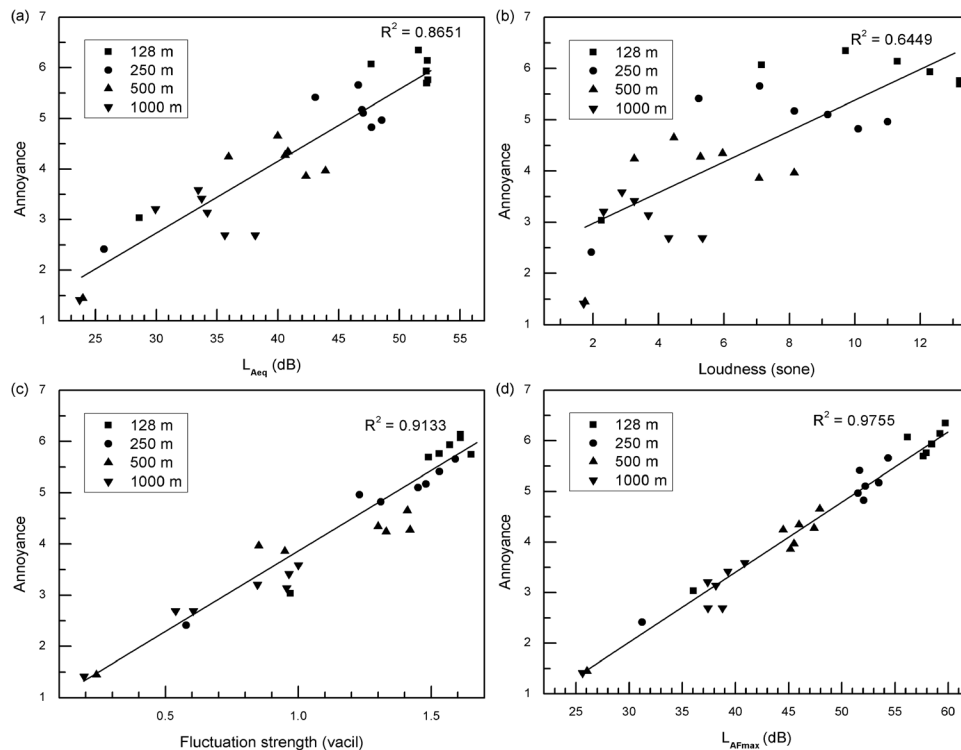 (a)
R² = 0.8651
128 m
250 m
500 m
1000 m
Annoyance
7
6
5
4
3
2
1
25 30 35 40 45 50 55
L_Aeq (dB)
(b)
R² = 0.6449
128 m
250 m
500 m
1000 m
Annoyance
7
6
5
4
3
2
1
2 4 6 8 10 12
Loudness (sone)
(c)
R² = 0.9133
128 m
250 m
500 m
1000 m
Annoyance
7
6
5
4
3
2
1
0.5 1.0 1.5
Fluctuation strength (vacil)
(d)
R² = 0.9755
128 m
250 m
500 m
1000 m
Annoyance
7
6
5
4
3
2
1
25 30 35 40 45 50 55 60
L_AFmax (dB)